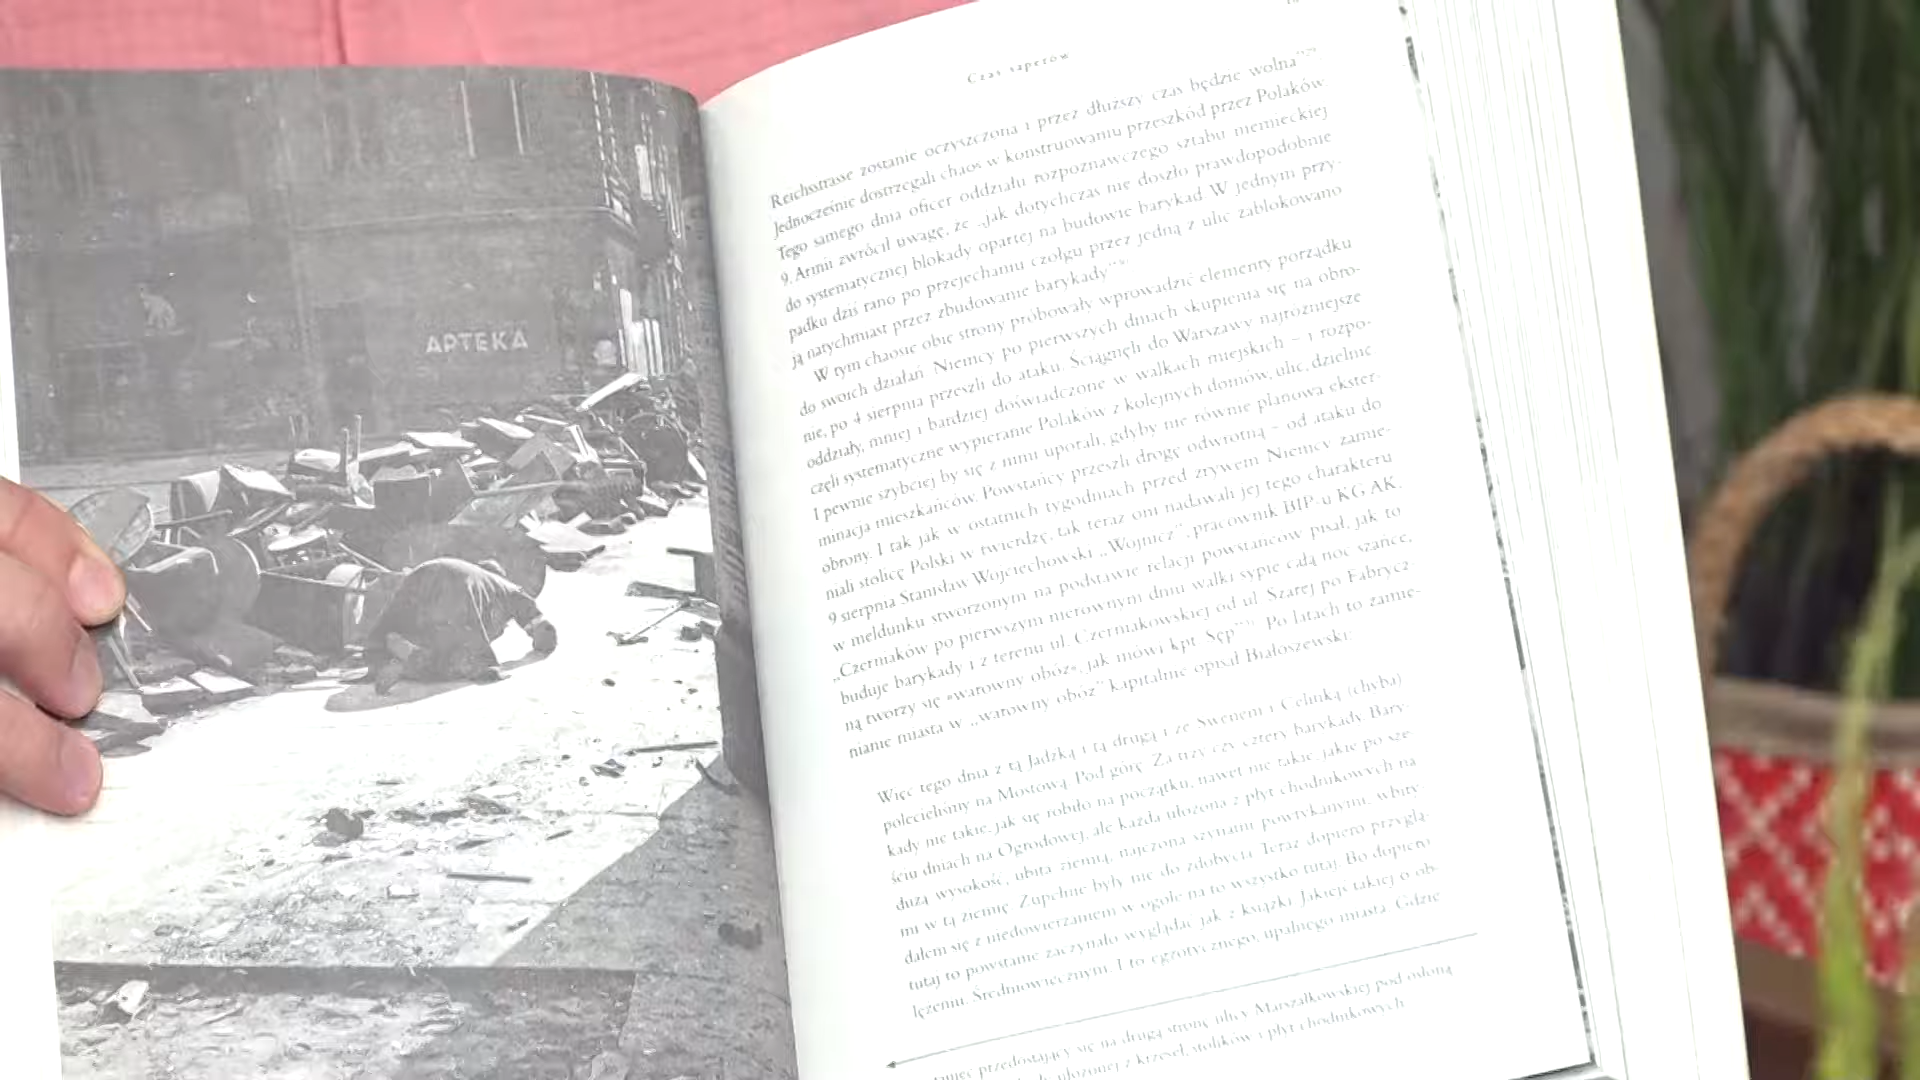 APTEKA
Czas saperów
Reichsstrasse zostanie oczyszczona i przez dłuższy czas będzie wolna”
Jednocześnie dostrzegali chaos w konstruowaniu przeszkód przez Polaków.
Tego samego dnia oficer oddziału rozpoznawczego sztabu niemieckiej
9. Armii zwrócił uwagę, że „jak dotychczas nie doszło prawdopodobnie
do systematycznej blokady opartej na budowie barykad. W jednym przy-
padku dziś rano po przejechaniu czołgu przez jedną z ulic zablokowano
ją natychmiast przez zbudowanie barykady”
W tym chaosie obie strony próbowały wprowadzić elementy porządku
do swoich działań. Niemcy po pierwszych dniach skupienia się na obro-
nie, po 4 sierpnia przeszli do ataku. Ściągnęli do Warszawy najróżniejsze
oddziały, mniej i bardziej doświadczone w walkach miejskich – i rozpo-
częli systematyczne wypieranie Polaków z kolejnych domów, ulic, dzielnic.
I pewnie szybciej by się z nimi uporali, gdyby nie równie planowa ekster-
minacja mieszkańców. Powstańcy przeszli drogę odwrotną – od ataku do
obrony. I tak jak w ostatnich tygodniach przed zrywem Niemcy zamie-
niali stolicę Polski w twierdzę, tak teraz oni nadawali jej tego charakteru.
9 sierpnia Stanisław Wojciechowski „Wojnicz”, pracownik BIP-u KG AK,
w meldunku stworzonym na podstawie relacji powstańców pisał, jak to
„Czerniaków po pierwszym nierównym dniu walki sypie całą noc szańce,
buduje barykady i z terenu ul. Czerniakowskiej od ul. Szarej po Fabrycz-
ną tworzy się »warowny obóz«, jak mówi kpt. Sęp”. Po latach to zamie-
nianie miasta w „warowny obóz” kapitalnie opisał Białoszewski:
Więc tego dnia z tą Jadźką i tą drugą i ze Swenem i Celinką (chyba)
polecieliśmy na Mostową. Pod górę. Za trzy czy cztery barykady. Bary-
kady nie takie, jak się robiło na początku, nawet nie takie, jakie po sze-
ściu dniach na Ogrodowej, ale każda ułożona z płyt chodnikowych na
dużą wysokość, ubita ziemią, najeżona szynami powtykanymi, wbity-
mi w tą ziemię. Zupełnie były nie do zdobycia. Teraz dopiero przyglą-
dałem się z niedowierzaniem w ogóle na to wszystko tutaj. Bo dopiero
tutaj to powstanie zaczynało wyglądać jak z książki. Jakiejś takiej o ob-
lężeniu. Średniowiecznym. I to egzotycznego, upalnego miasta. Gdzie
przedostający się na drugą stronę ulicy Marszałkowskiej pod osłoną
ułożonej z krzeseł, stolików i płyt chodnikowych